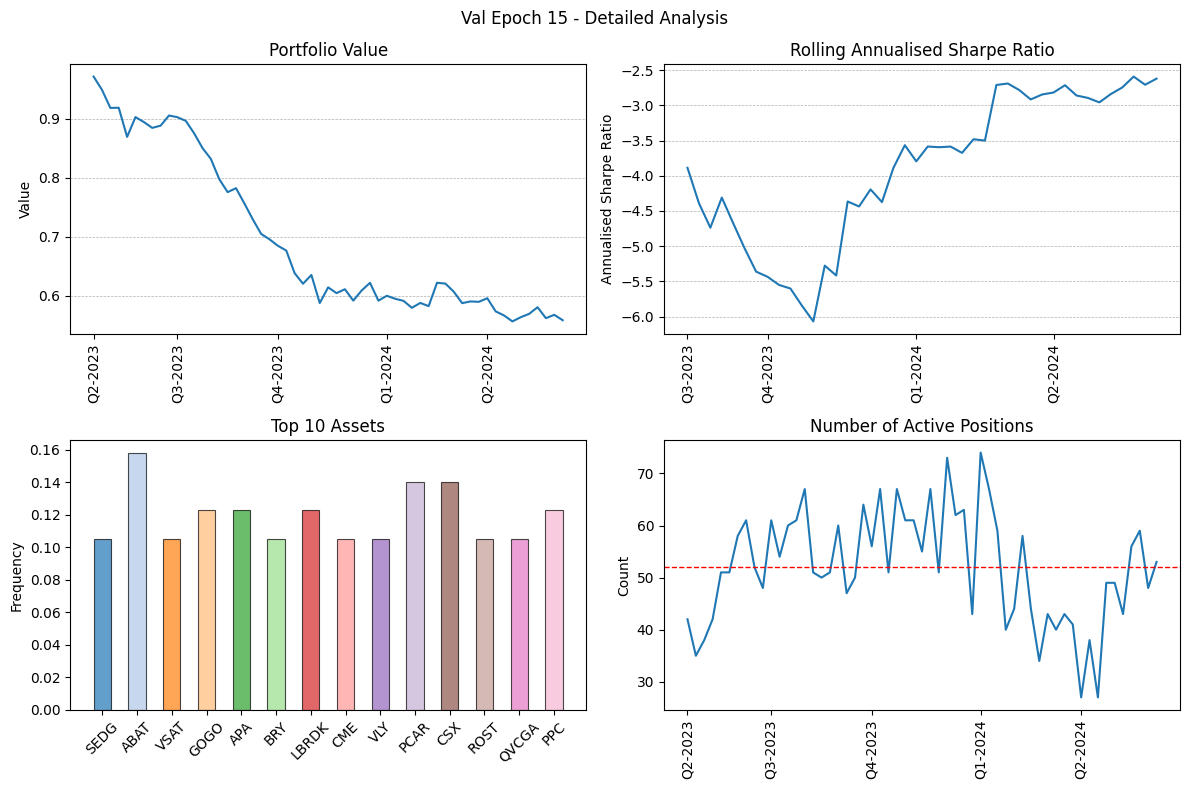 Val Epoch 15 - Detailed Analysis
Portfolio Value
Value
0.9
0.8
0.7
0.6
Q2-2023
Q3-2023
Q4-2023
Q1-2024
Q2-2024
Rolling Annualised Sharpe Ratio
Annualised Sharpe Ratio
−2.5
−3.0
−3.5
−4.0
−4.5
−5.0
−5.5
−6.0
Q3-2023
Q4-2023
Q1-2024
Q2-2024
Top 10 Assets
Frequency
0.16
0.14
0.12
0.10
0.08
0.06
0.04
0.02
0.00
SEDG
ABAT
VSAT
GOGO
APA
BRY
LBRDK
CME
VLY
PCAR
CSX
ROST
QVCGA
PPC
Number of Active Positions
Count
70
60
50
40
30
Q2-2023
Q3-2023
Q4-2023
Q1-2024
Q2-2024